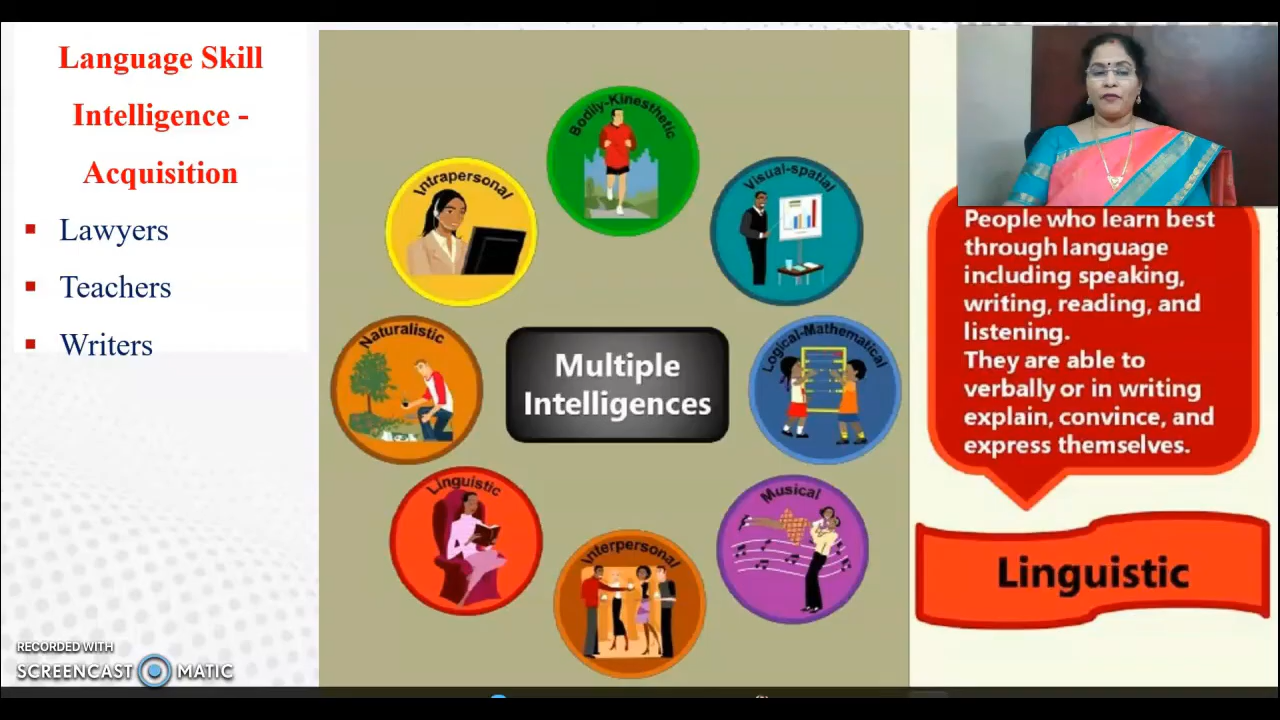 Language Skill
Intelligence -
Acquisition
▪ Lawyers
▪ Teachers
▪ Writers
Bodily-Kinesthetic
Intrapersonal
Visual-spatial
Naturalistic
Logical-Mathematical
Multiple
Intelligences
Linguistic
Musical
Interpersonal
People who learn best
through language
including speaking,
writing, reading, and
listening.
They are able to
verbally or in writing
explain, convince, and
express themselves.
Linguistic
RECORDED WITH
SCREENCAST MATIC